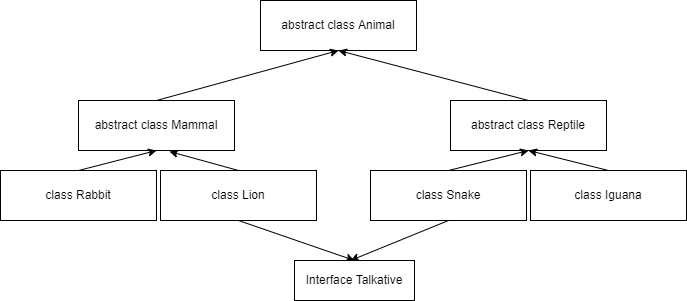 abstract class Animal
abstract class Mammal
abstract class Reptile
class Rabbit
class Lion
class Snake
class Iguana
Interface Talkative